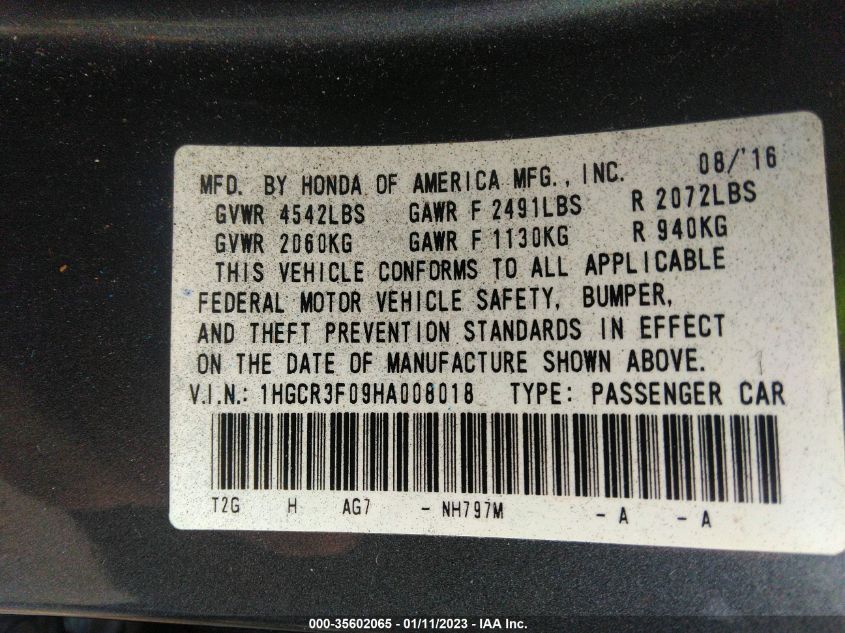 MFD. BY HONDA OF AMERICA MFG., INC. 08/'16
GVWR 4542LBS GAWR F 2491LBS R 2072LBS
GVWR 2060KG GAWR F 1130KG R 940KG
THIS VEHICLE CONFORMS TO ALL APPLICABLE
FEDERAL MOTOR VEHICLE SAFETY, BUMPER,
AND THEFT PREVENTION STANDARDS IN EFFECT
ON THE DATE OF MANUFACTURE SHOWN ABOVE.
V.I.N.: 1HGCR3F09HA008018 TYPE: PASSENGER CAR
T2G H AG7 - NH797M - A - A
000-35602065 - 01/11/2023 - IAA Inc.